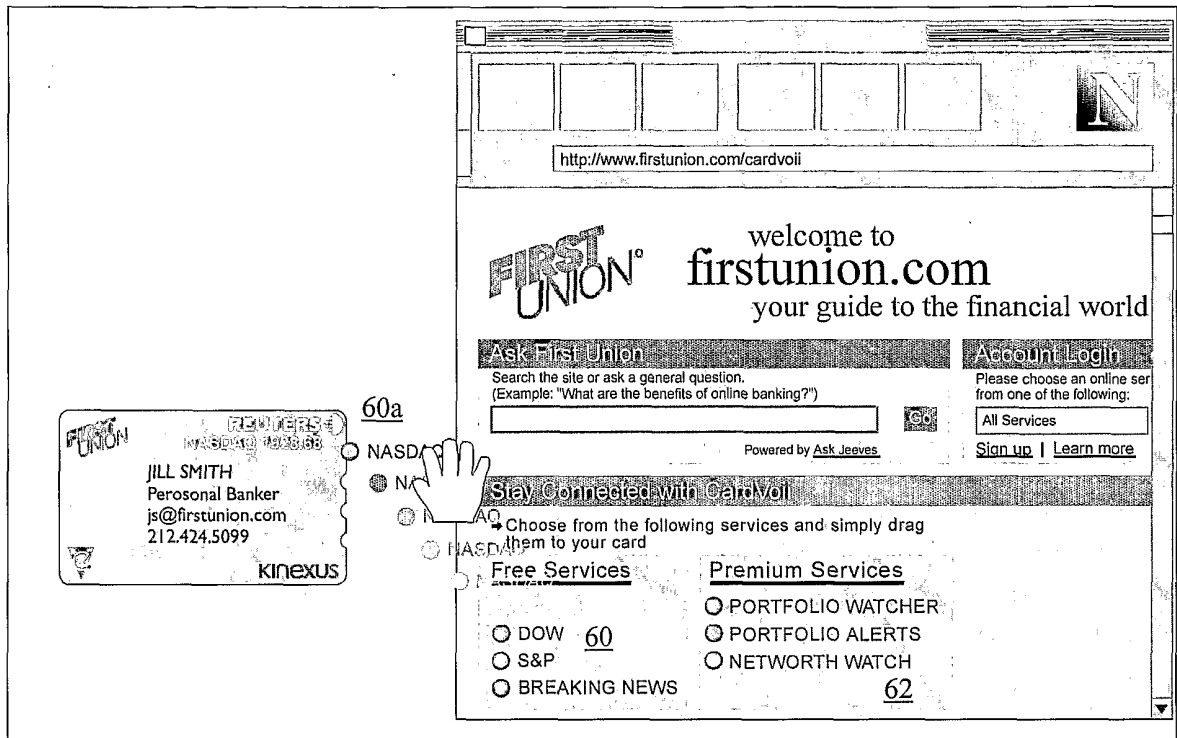 N
http://www.firstunion.com/cardvoii
FIRST
UNION
welcome to
firstunion.com
your guide to the financial world
Ask First Union
Search the site or ask a general question.
(Example: "What are the benefits of online banking?")
Go
Powered by Ask Jeeves
Account Login
Please choose an online ser
from one of the following:
All Services
Sign up | Learn more
FIRST
UNION
REUTERS
NASDAQ 1928.68
JILL SMITH
Perosonal Banker
js@firstunion.com
212.424.5099
KINEXUS
60a
NASDAQ
Stay Connected with CardVoii
Choose from the following services and simply drag
them to your card
Free Services
DOW 60
S&P
BREAKING NEWS
Premium Services
PORTFOLIO WATCHER
PORTFOLIO ALERTS
NETWORTH WATCH
62